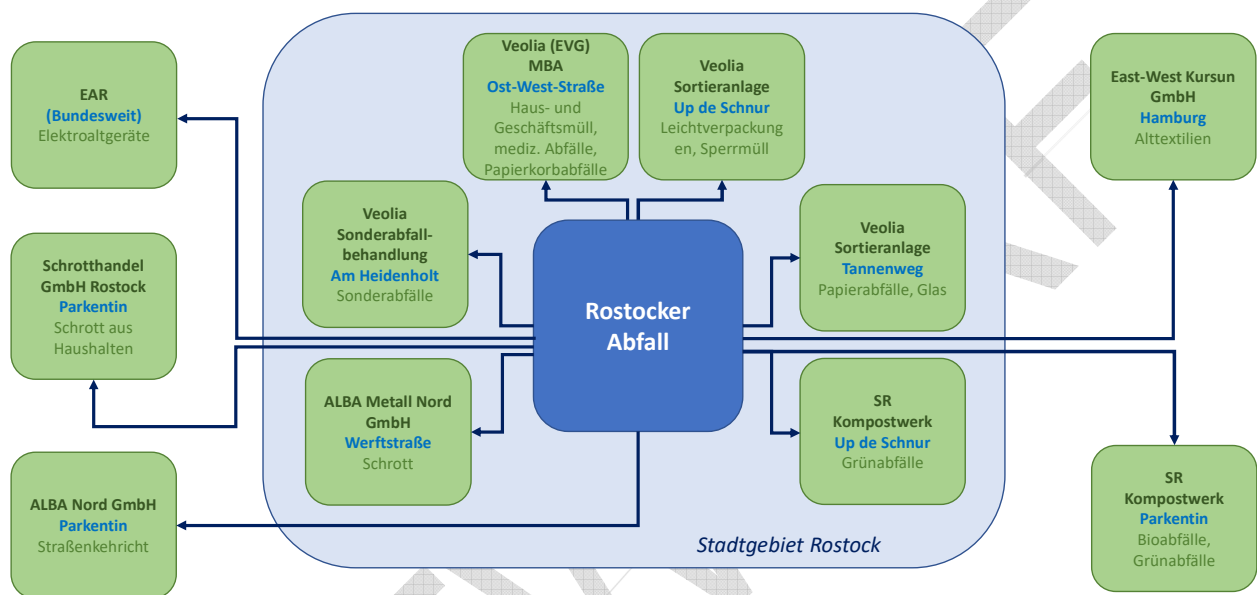 EAR
(Bundesweit)
Elektroaltgeräte
Schrotthandel
GmbH Rostock
Parkentin
Schrott aus
Haushalten
ALBA Nord GmbH
Parkentin
Straßenkehricht
Veolia (EVG)
MBA
Ost-West-Straße
Haus- und
Geschäftsmüll,
mediz. Abfälle,
Papierkorbabfälle
Veolia
Sortieranlage
Up de Schnur
Leichtverpackung
en, Sperrmüll
Veolia
Sonderabfall-
behandlung
Am Heidenholt
Sonderabfälle
Veolia
Sortieranlage
Tannenweg
Papierabfälle, Glas
Rostocker
Abfall
ALBA Metall Nord
GmbH
Werftstraße
Schrott
SR
Kompostwerk
Up de Schnur
Grünabfälle
Stadtgebiet Rostock
East-West Kursun
GmbH
Hamburg
Alttextilien
SR
Kompostwerk
Parkentin
Bioabfälle,
Grünabfälle